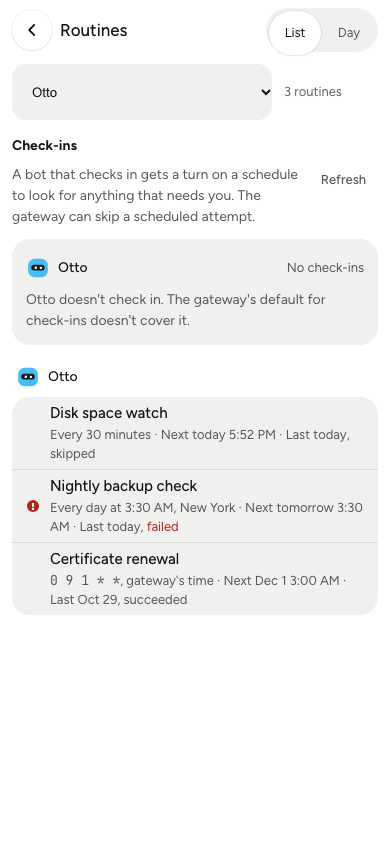 Routines
List
Day
Otto
3 routines
Check-ins
A bot that checks in gets a turn on a schedule
to look for anything that needs you. The
gateway can skip a scheduled attempt.
Refresh
Otto
No check-ins
Otto doesn't check in. The gateway's default for
check-ins doesn't cover it.
Otto
Disk space watch
Every 30 minutes · Next today 5:52 PM · Last today,
skipped
Nightly backup check
Every day at 3:30 AM, New York · Next tomorrow 3:30
AM · Last today, failed
Certificate renewal
0 9 1 * *, gateway's time · Next Dec 1 3:00 AM ·
Last Oct 29, succeeded